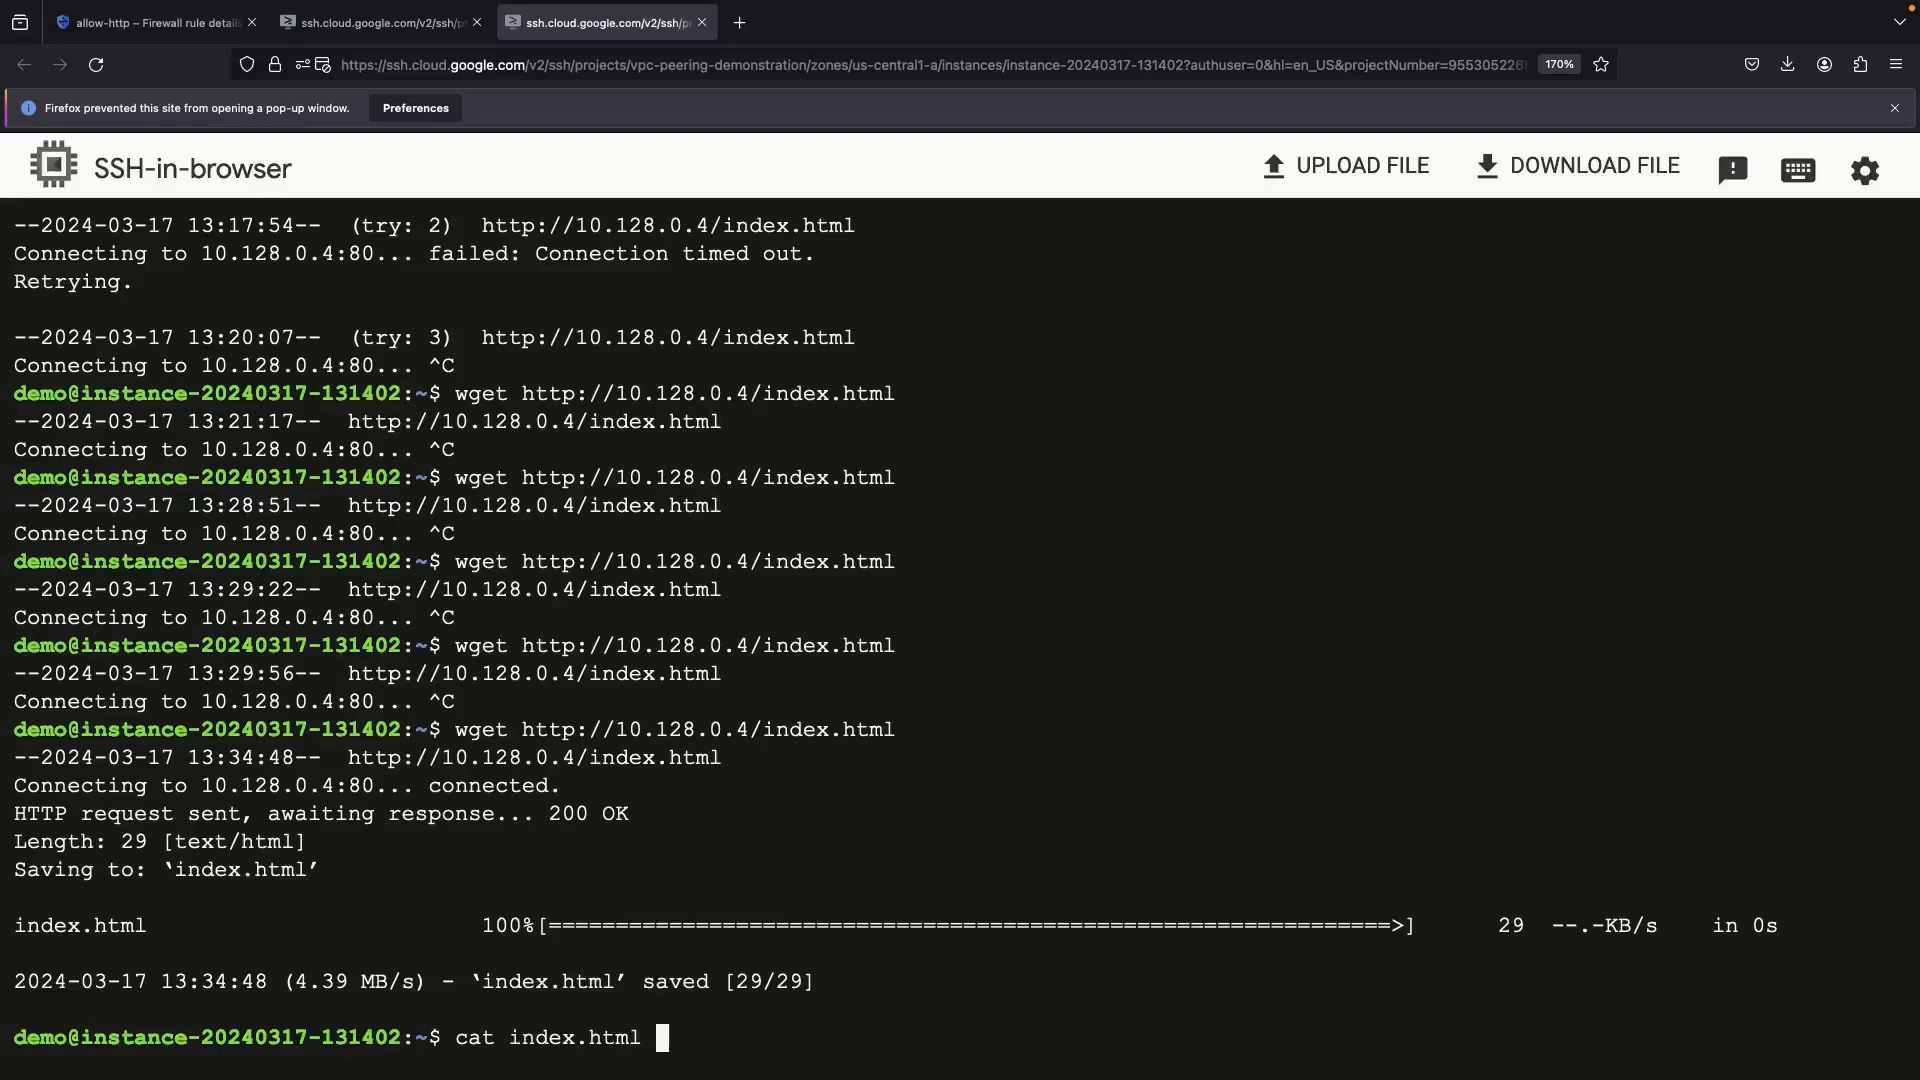 allow-http – Firewall rule details
ssh.cloud.google.com/v2/ssh/p
ssh.cloud.google.com/v2/ssh/p
https://ssh.cloud.google.com/v2/ssh/projects/vpc-peering-demonstration/zones/us-central1-a/instances/instance-20240317-131402?authuser=0&hl=en_US&projectNumber=955305226
170%
Firefox prevented this site from opening a pop-up window.
Preferences
SSH-in-browser
UPLOAD FILE
DOWNLOAD FILE
--2024-03-17 13:17:54--  (try: 2)  http://10.128.0.4/index.html
Connecting to 10.128.0.4:80... failed: Connection timed out.
Retrying.
--2024-03-17 13:20:07--  (try: 3)  http://10.128.0.4/index.html
Connecting to 10.128.0.4:80... ^C
demo@instance-20240317-131402:~$ wget http://10.128.0.4/index.html
--2024-03-17 13:21:17--  http://10.128.0.4/index.html
Connecting to 10.128.0.4:80... ^C
demo@instance-20240317-131402:~$ wget http://10.128.0.4/index.html
--2024-03-17 13:28:51--  http://10.128.0.4/index.html
Connecting to 10.128.0.4:80... ^C
demo@instance-20240317-131402:~$ wget http://10.128.0.4/index.html
--2024-03-17 13:29:22--  http://10.128.0.4/index.html
Connecting to 10.128.0.4:80... ^C
demo@instance-20240317-131402:~$ wget http://10.128.0.4/index.html
--2024-03-17 13:29:56--  http://10.128.0.4/index.html
Connecting to 10.128.0.4:80... ^C
demo@instance-20240317-131402:~$ wget http://10.128.0.4/index.html
--2024-03-17 13:34:48--  http://10.128.0.4/index.html
Connecting to 10.128.0.4:80... connected.
HTTP request sent, awaiting response... 200 OK
Length: 29 [text/html]
Saving to: ‘index.html’
index.html 100%[===============================================================>] 29 --.-KB/s in 0s
2024-03-17 13:34:48 (4.39 MB/s) - ‘index.html’ saved [29/29]
demo@instance-20240317-131402:~$ cat index.html